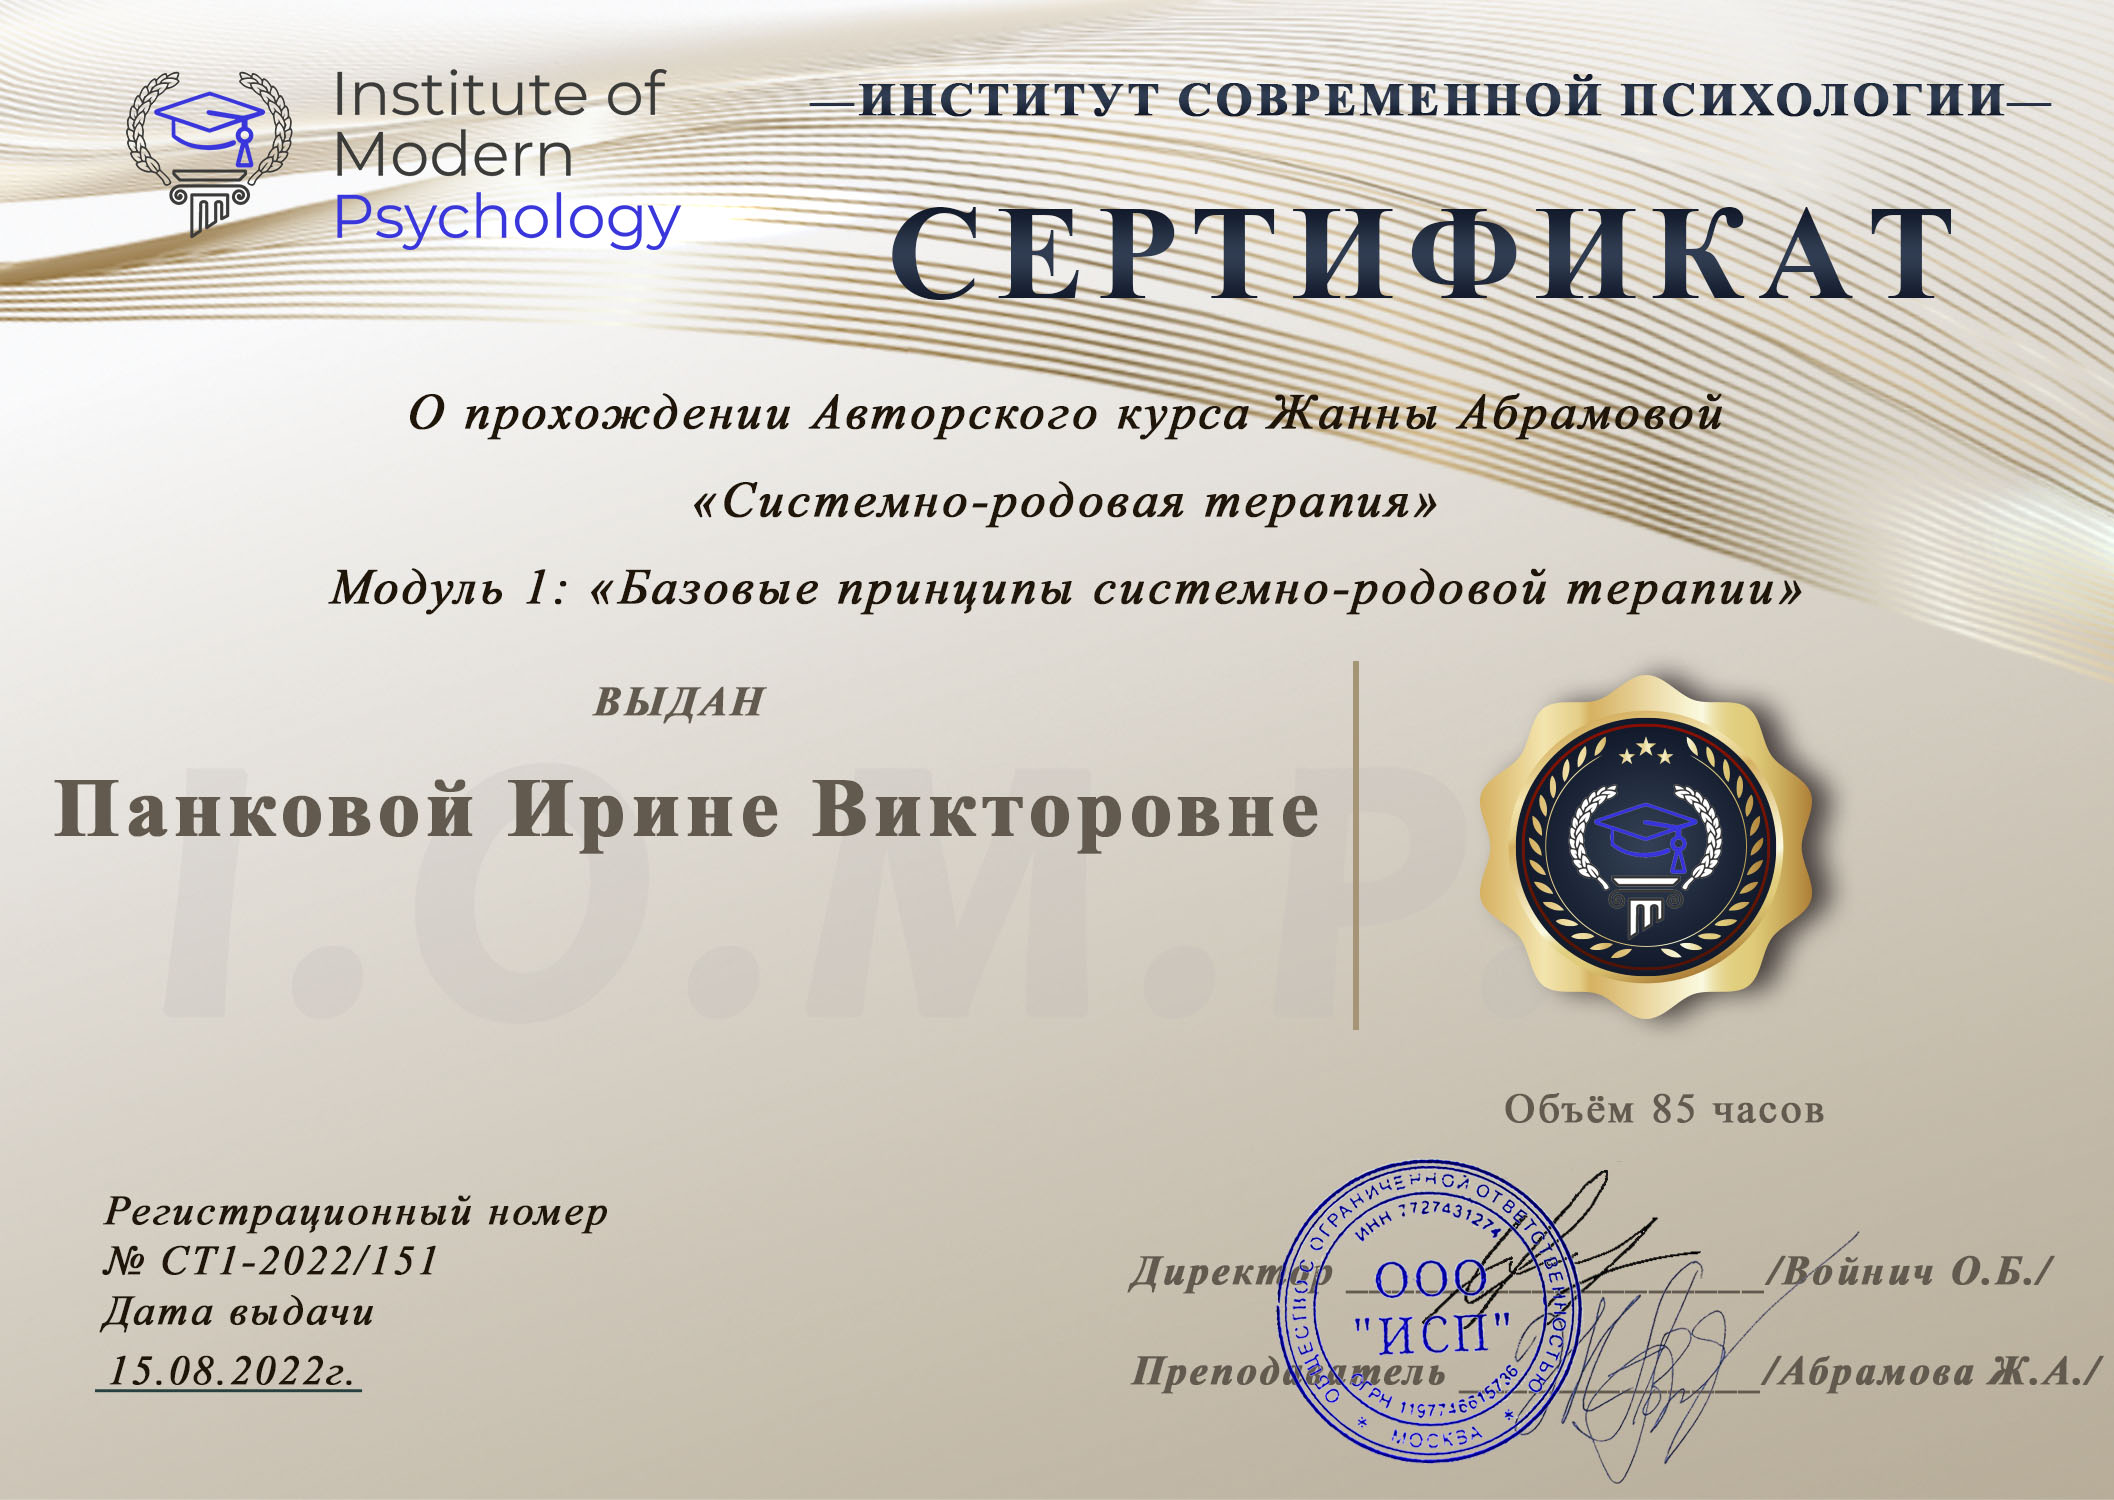 Institute of
Modern
Psychology
—ИНСТИТУТ СОВРЕМЕННОЙ ПСИХОЛОГИИ—
СЕРТИФИКАТ
О прохождении Авторского курса Жанны Абрамовой
«Системно-родовая терапия»
Модуль 1: «Базовые принципы системно-родовой терапии»
ВЫДАН
Панковой Ирине Викторовне
I.O.M.P.
Объём 85 часов
Регистрационный номер
№ СТ1-2022/151
Дата выдачи
15.08.2022г.
Директор /Войнич О.Б./
Преподаватель /Абрамова Ж.А./
ОБЩЕСТВО С ОГРАНИЧЕННОЙ ОТВЕТСТВЕННОСТЬЮ
ИНН 7727431274
ООО
"ИСП"
ОГРН 1197746615736
* МОСКВА *